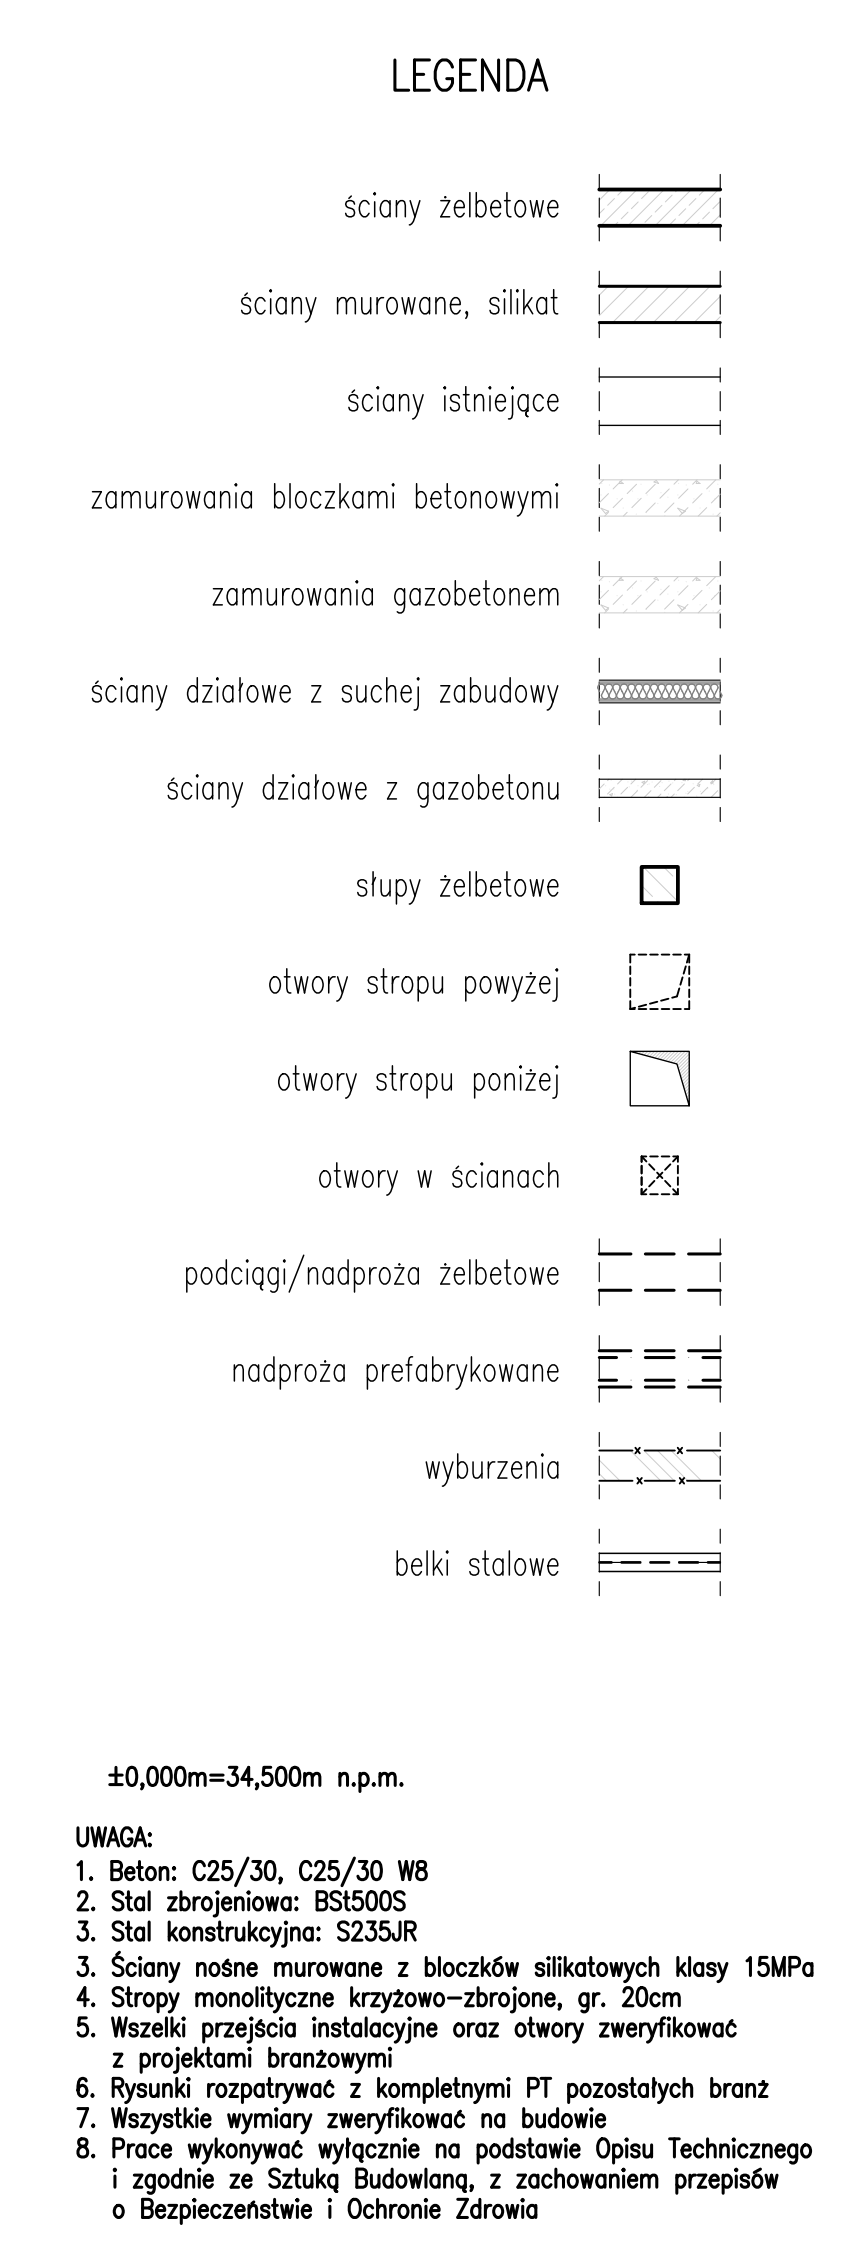 LEGENDA
ściany żelbetowe
ściany murowane, silikat
ściany istniejące
zamurowania bloczkami betonowymi
zamurowania gazobetonem
ściany działowe z suchej zabudowy
ściany działowe z gazobetonu
słupy żelbetowe
otwory stropu powyżej
otwory stropu poniżej
otwory w ścianach
podciągi/nadproża żelbetowe
nadproża prefabrykowane
wyburzenia
belki stalowe
±0,000m=34,500m n.p.m.
UWAGA:
1. Beton: C25/30, C25/30 W8
2. Stal zbrojeniowa: BSt500S
3. Stal konstrukcyjna: S235JR
3. Ściany nośne murowane z bloczków silikatowych klasy 15MPa
4. Stropy monolityczne krzyżowo-zbrojone, gr. 20cm
5. Wszelki przejścia instalacyjne oraz otwory zweryfikować
z projektami branżowymi
6. Rysunki rozpatrywać z kompletnymi PT pozostałych branż
7. Wszystkie wymiary zweryfikować na budowie
8. Prace wykonywać wyłącznie na podstawie Opisu Technicznego
i zgodnie ze Sztuką Budowlaną, z zachowaniem przepisów
o Bezpieczeństwie i Ochronie Zdrowia